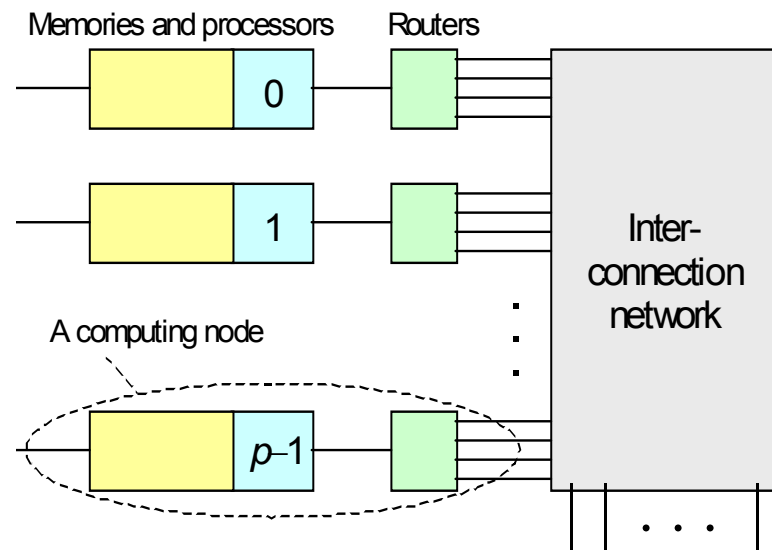 Memories and processors Routers
0
1
Inter-
connection
network
A computing node
p–1